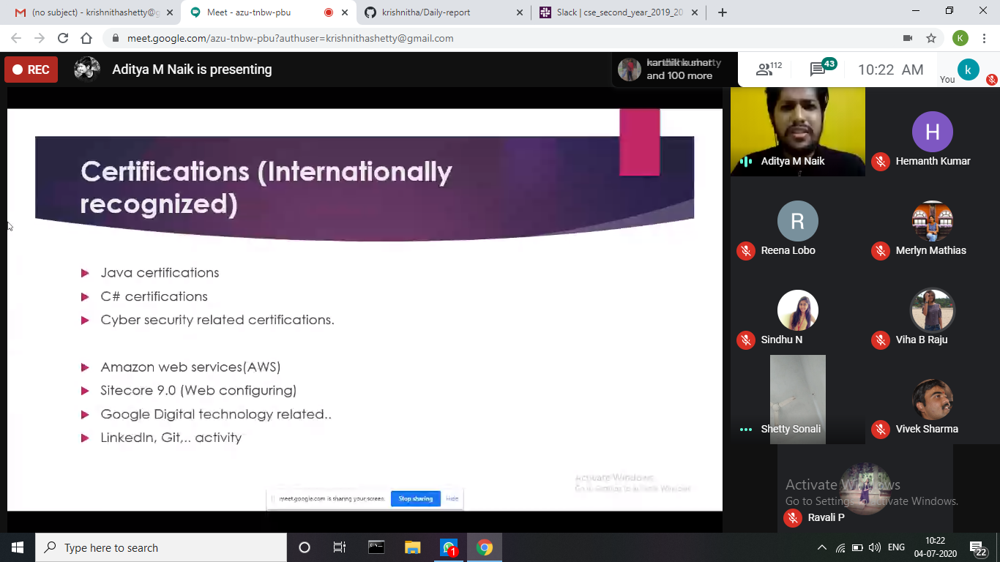 (no subject) - krishnithashetty@g
Meet - azu-tnbw-pbu
krishnitha/Daily-report
Slack | cse_second_year_2019_20
meet.google.com/azu-tnbw-pbu?authuser=krishnithashetty@gmail.com
K
REC
Aditya M Naik is presenting
and 100 more
112
43
10:22 AM
You
k
Certifications (Internationally
recognized)
Java certifications
C# certifications
Cyber security related certifications.
Amazon web services(AWS)
Sitecore 9.0 (Web configuring)
Google Digital technology related..
LinkedIn, Git,.. activity
Activate Windows
Go to Settings to activate Windows.
meet.google.com is sharing your screen.
Stop sharing
Hide
Aditya M Naik
H
Hemanth Kumar
R
Reena Lobo
Merlyn Mathias
Sindhu N
Viha B Raju
Shetty Sonali
Vivek Sharma
Activate Windows
Go to Settings to activate Windows.
Ravali P
Type here to search
1
ENG
10:22
04-07-2020
22